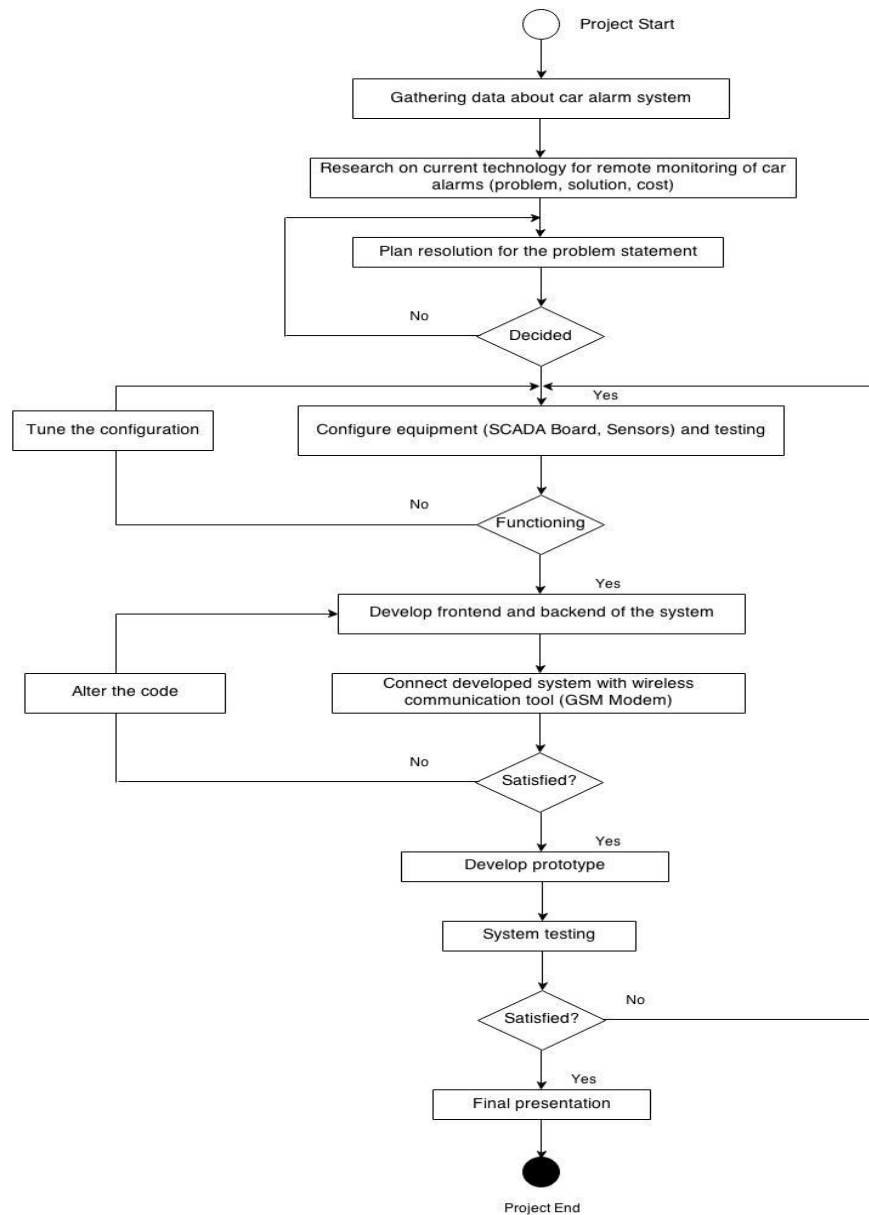 Project Start
Gathering data about car alarm system
Research on current technology for remote monitoring of car
alarms (problem, solution, cost)
Plan resolution for the problem statement
No
Decided
Yes
Tune the configuration
Configure equipment (SCADA Board, Sensors) and testing
No
Functioning
Yes
Develop frontend and backend of the system
Alter the code
Connect developed system with wireless
communication tool (GSM Modem)
No
Satisfied?
Yes
Develop prototype
System testing
No
Satisfied?
Yes
Final presentation
Project End